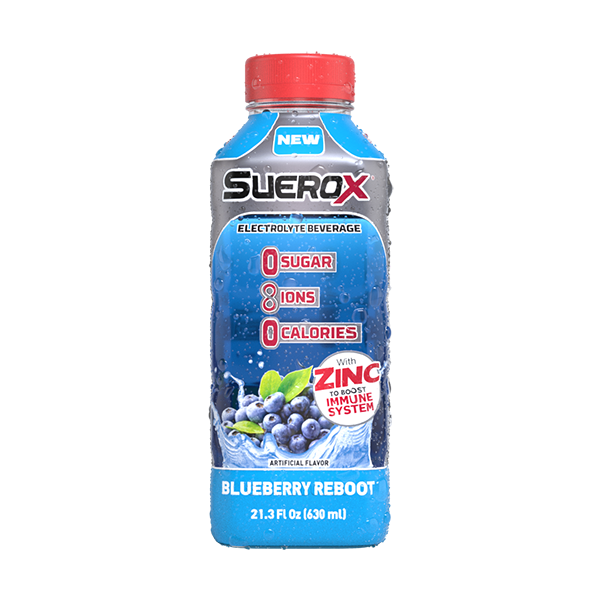 NEW
SUEROX®
ELECTROLYTE BEVERAGE
0 SUGAR
8 IONS
0 CALORIES
With
ZINC
TO BOOST
IMMUNE
SYSTEM
ARTIFICIAL FLAVOR
BLUEBERRY REBOOT
21.3 Fl Oz (630 ml)